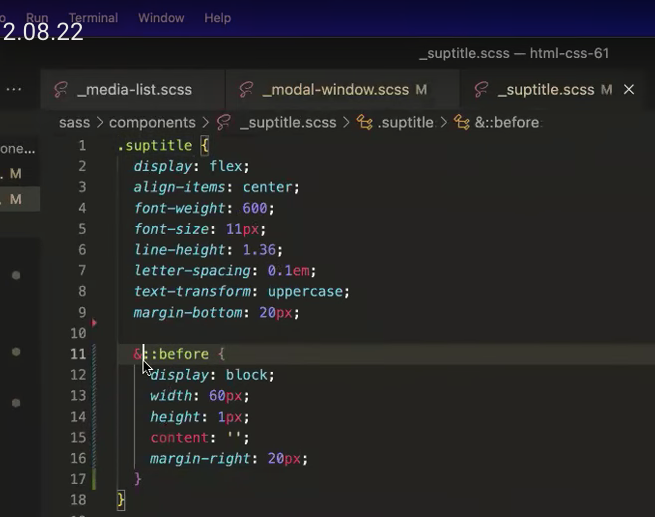 Run Terminal Window Help
2.08.22
_suptitle.scss — html-css-61
... _media-list.scss _modal-window.scss M _suptitle.scss M ×
sass > components > _suptitle.scss > .suptitle > &::before
one... M
M
1 .suptitle {
2 display: flex;
3 align-items: center;
4 font-weight: 600;
5 font-size: 11px;
6 line-height: 1.36;
7 letter-spacing: 0.1em;
8 text-transform: uppercase;
9 margin-bottom: 20px;
10
11 &::before {
12 display: block;
13 width: 60px;
14 height: 1px;
15 content: '';
16 margin-right: 20px;
17 }
18 }